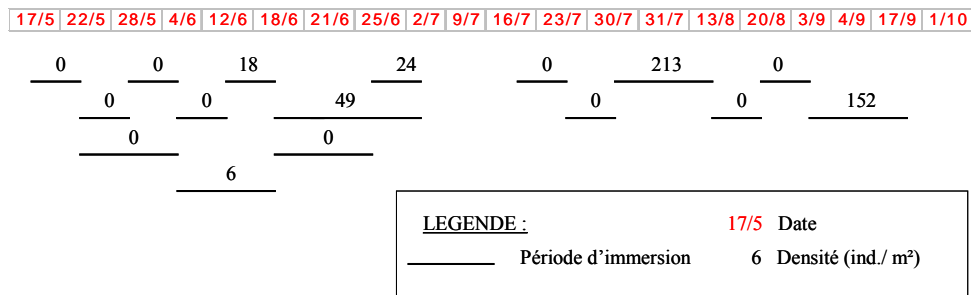 17/5 22/5 28/5 4/6 12/6 18/6 21/6 25/6 2/7 9/7 16/7 23/7 30/7 31/7 13/8 20/8 3/9 4/9 17/9 1/10
0 0 18 24 0 213 0
0 0 49 0 0 152
0 0
6
LEGENDE : 17/5 Date
Période d’immersion 6 Densité (ind./ m²)